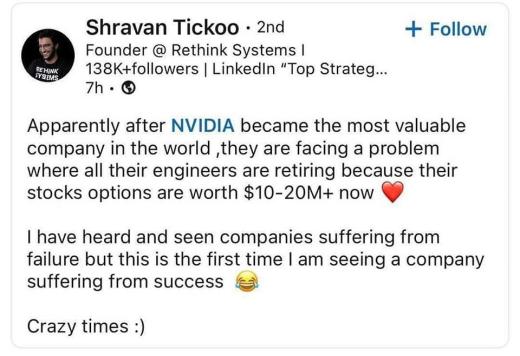 Shravan Tickoo · 2nd
+ Follow
Founder @ Rethink Systems I
138K+followers | LinkedIn “Top Strateg...
7h ·
Apparently after NVIDIA became the most valuable
company in the world ,they are facing a problem
where all their engineers are retiring because their
stocks options are worth $10-20M+ now ❤️
I have heard and seen companies suffering from
failure but this is the first time I am seeing a company
suffering from success 😂
Crazy times :)